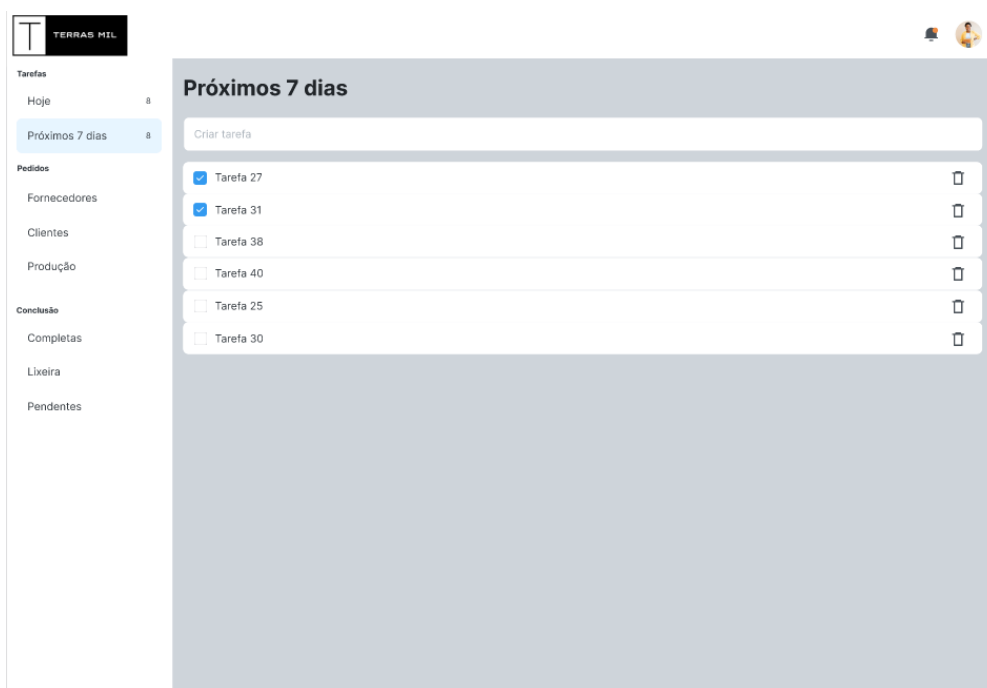 T
TERRAS MIL
Tarefas
Hoje 8
Próximos 7 dias 8
Pedidos
Fornecedores
Clientes
Produção
Conclusão
Completas
Lixeira
Pendentes
Próximos 7 dias
Criar tarefa
Tarefa 27
Tarefa 31
Tarefa 38
Tarefa 40
Tarefa 25
Tarefa 30